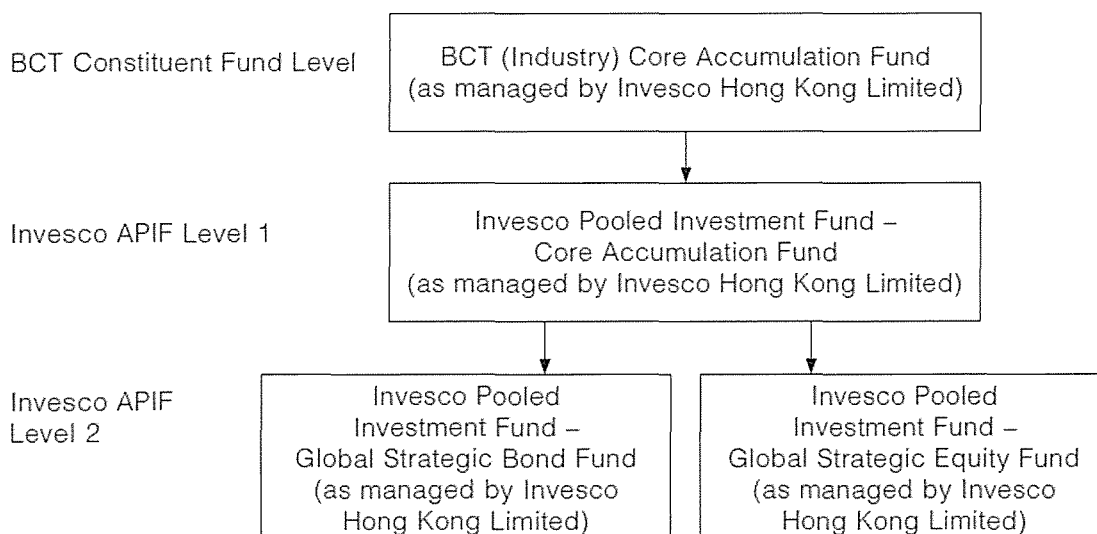 BCT Constituent Fund Level
BCT (Industry) Core Accumulation Fund
(as managed by Invesco Hong Kong Limited)
Invesco APIF Level 1
Invesco Pooled Investment Fund –
Core Accumulation Fund
(as managed by Invesco Hong Kong Limited)
Invesco APIF
Level 2
Invesco Pooled
Investment Fund –
Global Strategic Bond Fund
(as managed by Invesco
Hong Kong Limited)
Invesco Pooled
Investment Fund –
Global Strategic Equity Fund
(as managed by Invesco
Hong Kong Limited)